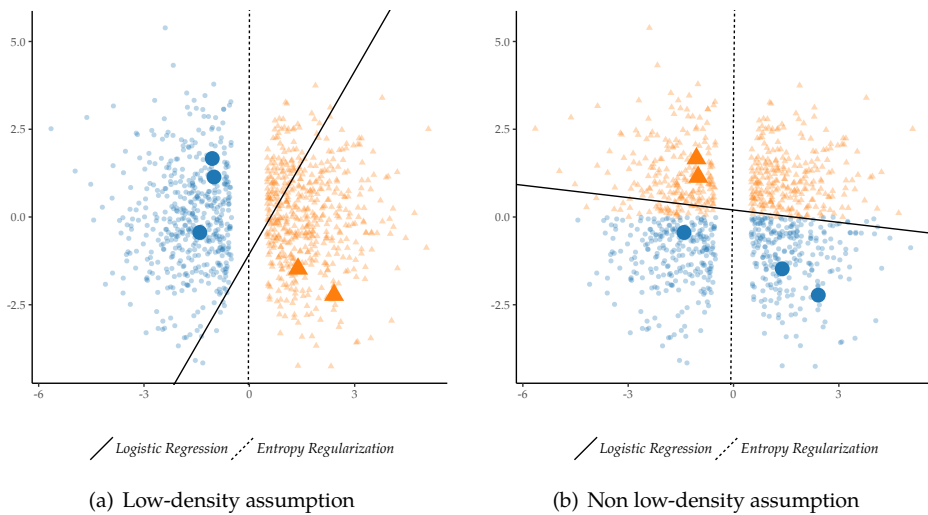 5.0
2.5
0.0
-2.5
-6 -3 0 3
Logistic Regression Entropy Regularization
(a) Low-density assumption
5.0
2.5
0.0
-2.5
-6 -3 0 3
Logistic Regression Entropy Regularization
(b) Non low-density assumption